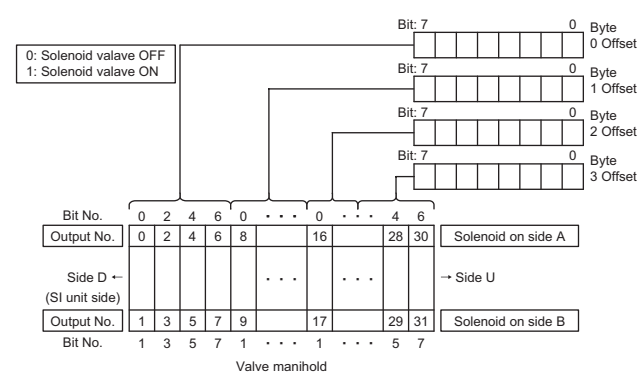 0: Solenoid valave OFF
1: Solenoid valave ON
Bit: 7 0 Byte
0 Offset
Bit: 7 0 Byte
1 Offset
Bit: 7 0 Byte
2 Offset
Bit: 7 0 Byte
3 Offset
Bit No. 0 2 4 6 0 · · · 0 · · · 4 6
Output No. 0 2 4 6 8 16 28 30 Solenoid on side A
Side D ← · · · · · · → Side U
(SI unit side)
Output No. 1 3 5 7 9 17 29 31 Solenoid on side B
Bit No. 1 3 5 7 1 · · · 1 · · · 5 7
Valve manihold